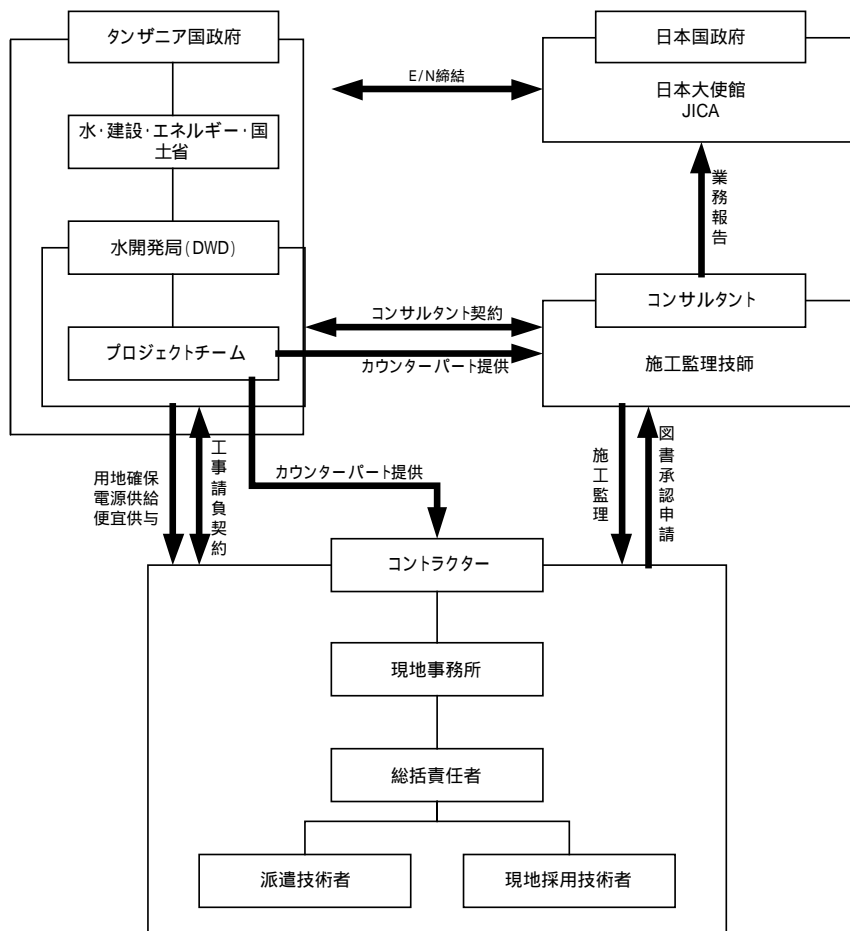 タンザニア国政府
日本国政府
E/N締結
日本大使館
JICA
水・建設・エネルギー・国
土省
業務報告
水開発局(DWD)
コンサルタント
コンサルタント契約
プロジェクトチーム
カウンターパート提供
施工監理技師
用地確保
電源供給
便宜供与
工事請負契約
カウンターパート提供
施工監理
図書承認申請
コントラクター
現地事務所
総括責任者
派遣技術者
現地採用技術者